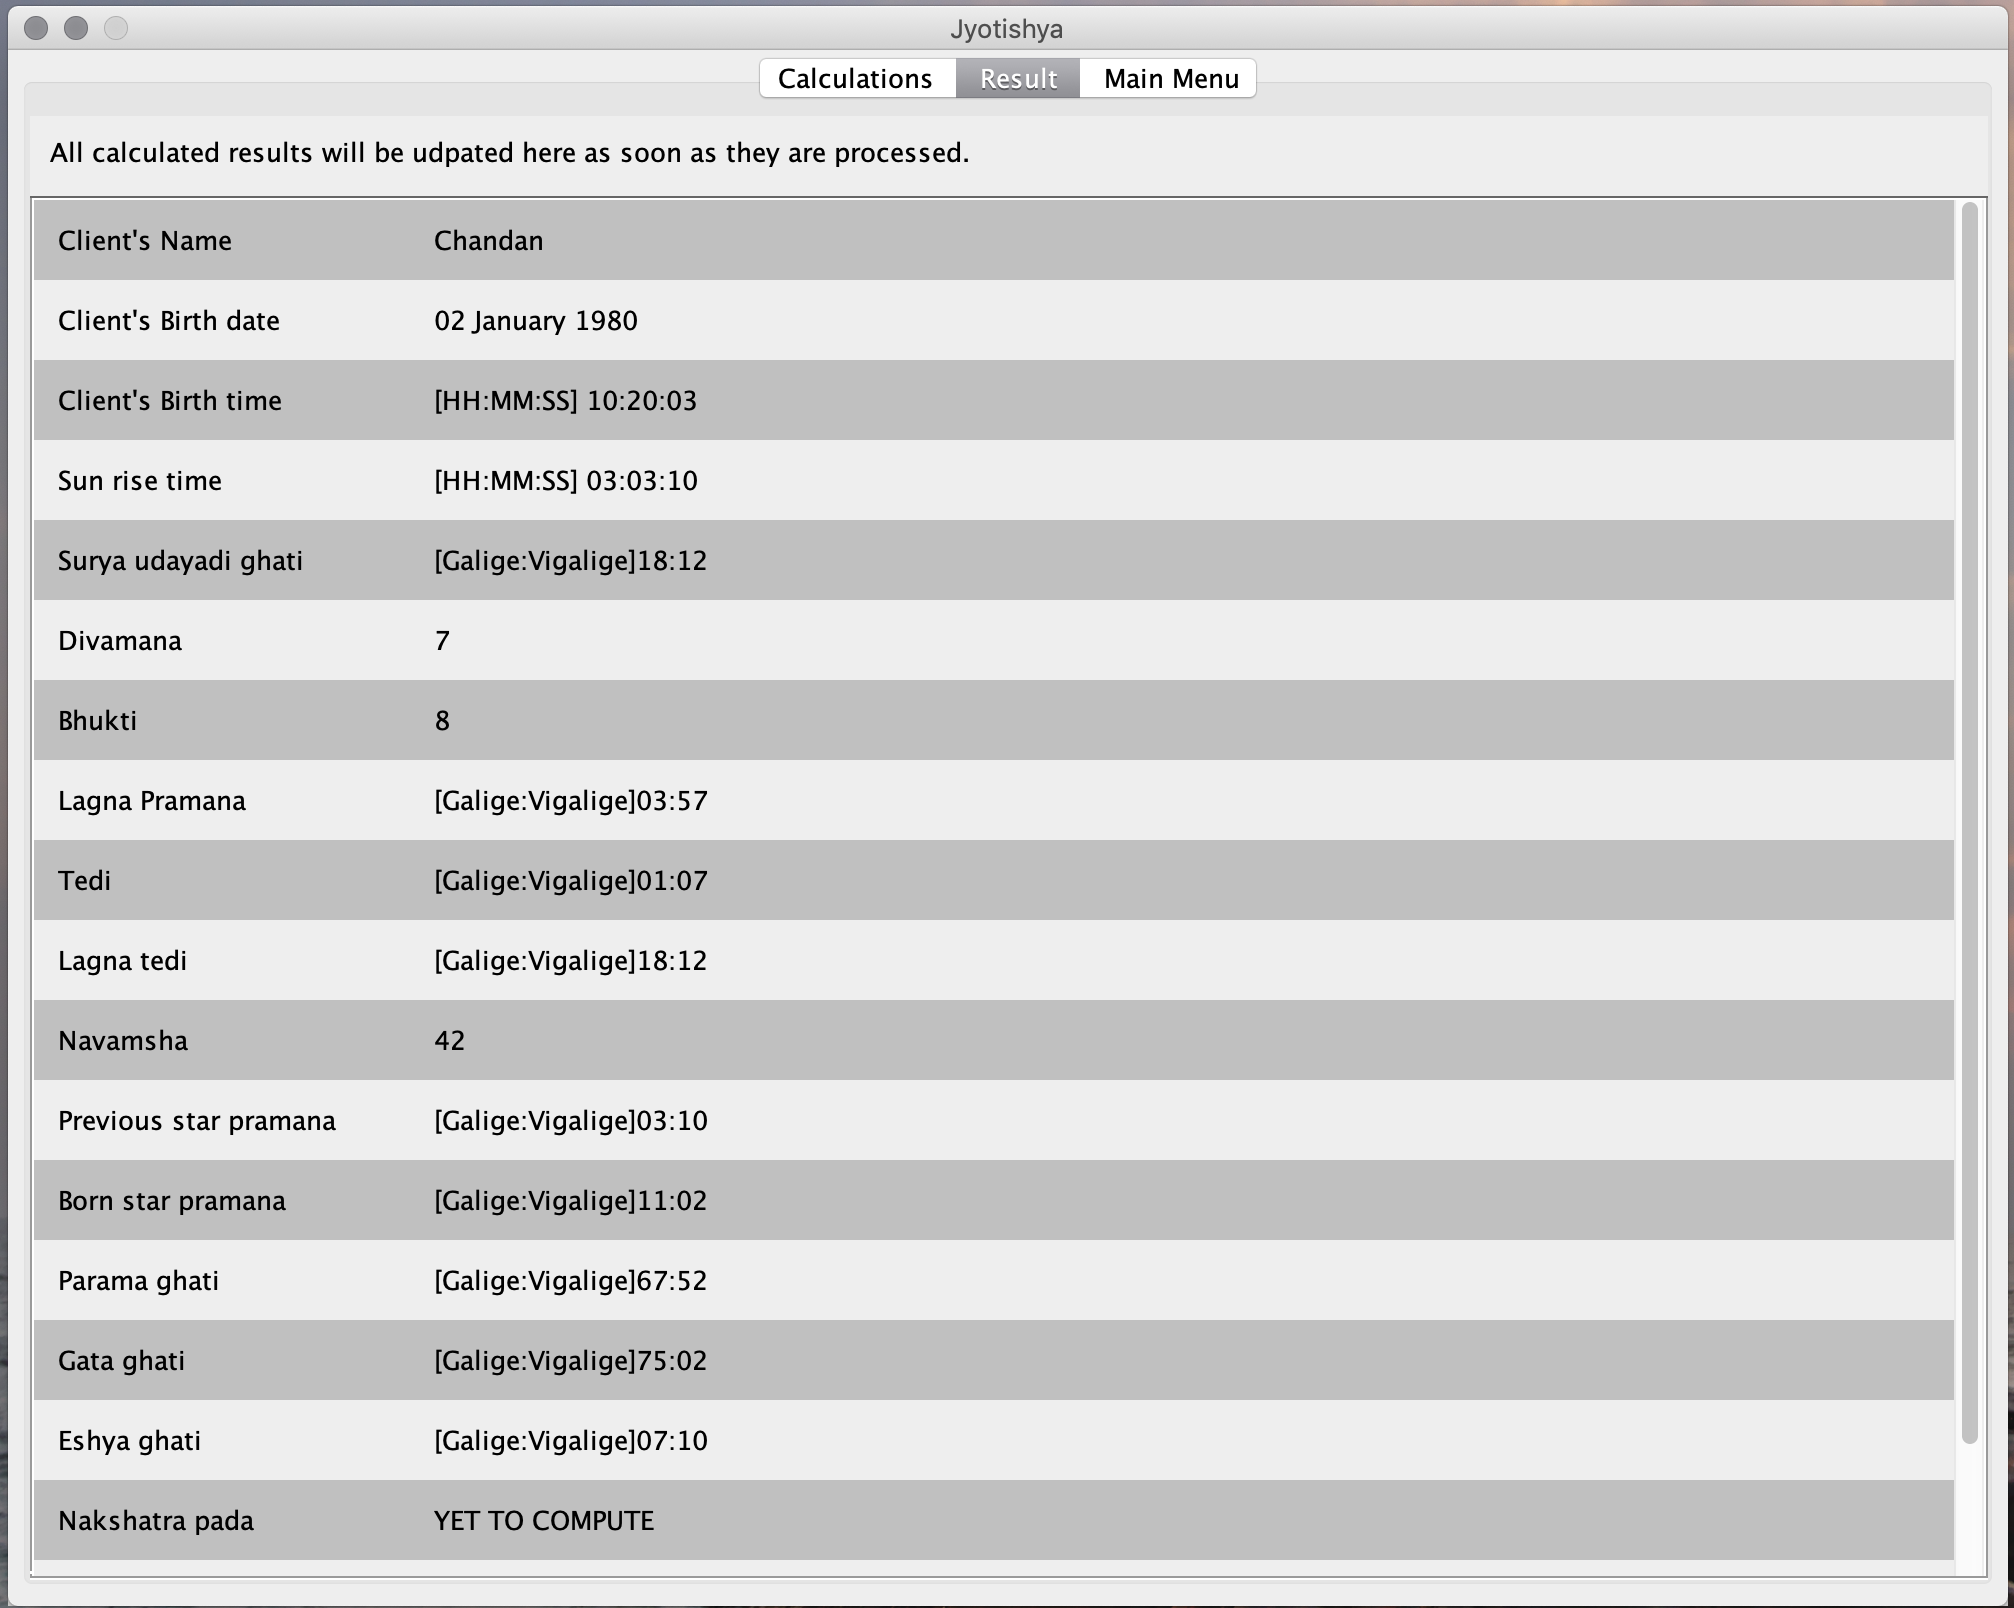 Jyotishya
Calculations Result Main Menu
All calculated results will be udpated here as soon as they are processed.
Client's Name Chandan
Client's Birth date 02 January 1980
Client's Birth time [HH:MM:SS] 10:20:03
Sun rise time [HH:MM:SS] 03:03:10
Surya udayadi ghati [Galige:Vigalige]18:12
Divamana 7
Bhukti 8
Lagna Pramana [Galige:Vigalige]03:57
Tedi [Galige:Vigalige]01:07
Lagna tedi [Galige:Vigalige]18:12
Navamsha 42
Previous star pramana [Galige:Vigalige]03:10
Born star pramana [Galige:Vigalige]11:02
Parama ghati [Galige:Vigalige]67:52
Gata ghati [Galige:Vigalige]75:02
Eshya ghati [Galige:Vigalige]07:10
Nakshatra pada YET TO COMPUTE